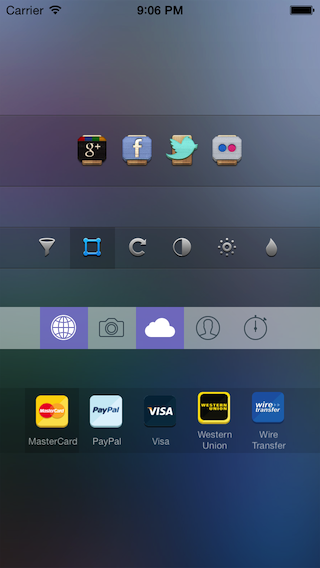 Carrier 9:06 PM
g+ f
MasterCard PayPal VISA WESTERN UNION wire transfer
MasterCard PayPal Visa Western Union Wire Transfer